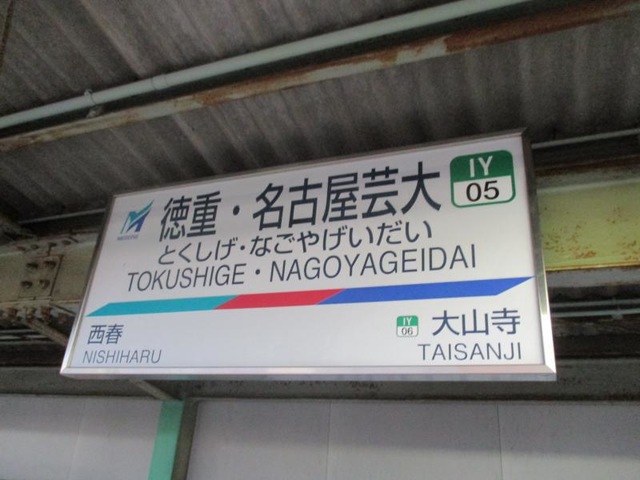 徳重・名古屋芸大
IY
05
とくしげ・なごやげいだい
TOKUSHIGE・NAGOYAGEIDAI
西春
NISHIHARU
IY
06
大山寺
TAISANJI